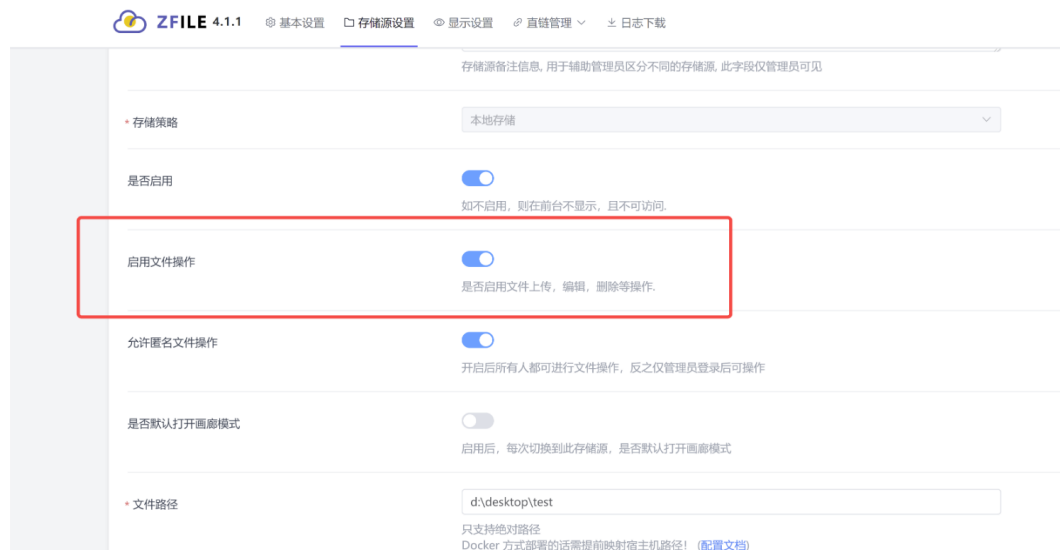 ZFILE 4.1.1 基本设置 存储源设置 显示设置 直链管理 日志下载
存储源备注信息, 用于辅助管理员区分不同的存储源, 此字段仅管理员可见
* 存储策略 本地存储
是否启用
如不启用，则在前台不显示，且不可访问.
启用文件操作
是否启用文件上传，编辑，删除等操作.
允许匿名文件操作
开启后所有人都可进行文件操作，反之仅管理员登录后可操作
是否默认打开画廊模式
启用后，每次切换到此存储源，是否默认打开画廊模式
* 文件路径 d:\desktop\test
只支持绝对路径
Docker 方式部署的话需提前映射宿主机路径！(配置文档)